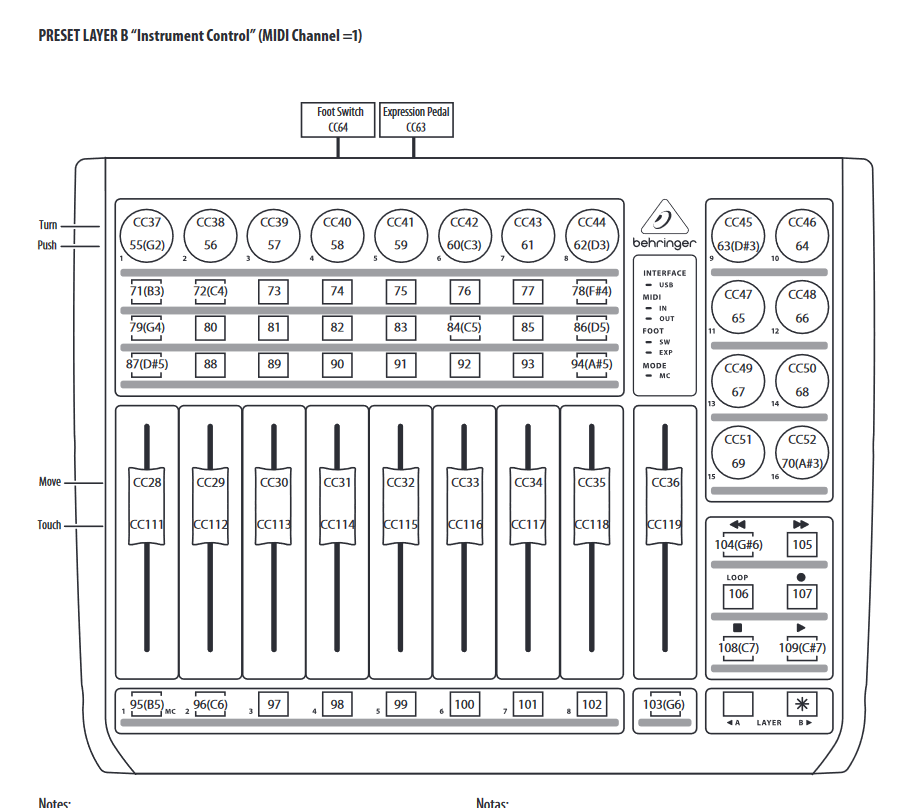 PRESET LAYER B “Instrument Control” (MIDI Channel =1)
Foot Switch
CC64
Expression Pedal
CC63
Turn
Push
CC37 CC38 CC39 CC40 CC41 CC42 CC43 CC44
55(G2) 56 57 58 59 60(C3) 61 62(D3)
1 2 3 4 5 6 7 8
71(B3) 72(C4) 73 74 75 76 77 78(F#4)
79(G4) 80 81 82 83 84(C5) 85 86(D5)
87(D#5) 88 89 90 91 92 93 94(A#5)
behringer
INTERFACE
USB
MIDI
IN
OUT
FOOT
SW
EXP
MODE
MC
CC45 CC46
63(D#3) 64
9 10
CC47 CC48
65 66
11 12
CC49 CC50
67 68
13 14
CC51 CC52
69 70(A#3)
15 16
Move
CC28 CC29 CC30 CC31 CC32 CC33 CC34 CC35 CC36
Touch
CC111 CC112 CC113 CC114 CC115 CC116 CC117 CC118 CC119
104(G#6) 105
LOOP
106 107
108(C7) 109(C#7)
1 95(B5) MC 2 96(C6) 3 97 4 98 5 99 6 100 7 101 8 102
103(G6)
A LAYER B
Notes:
Notas: